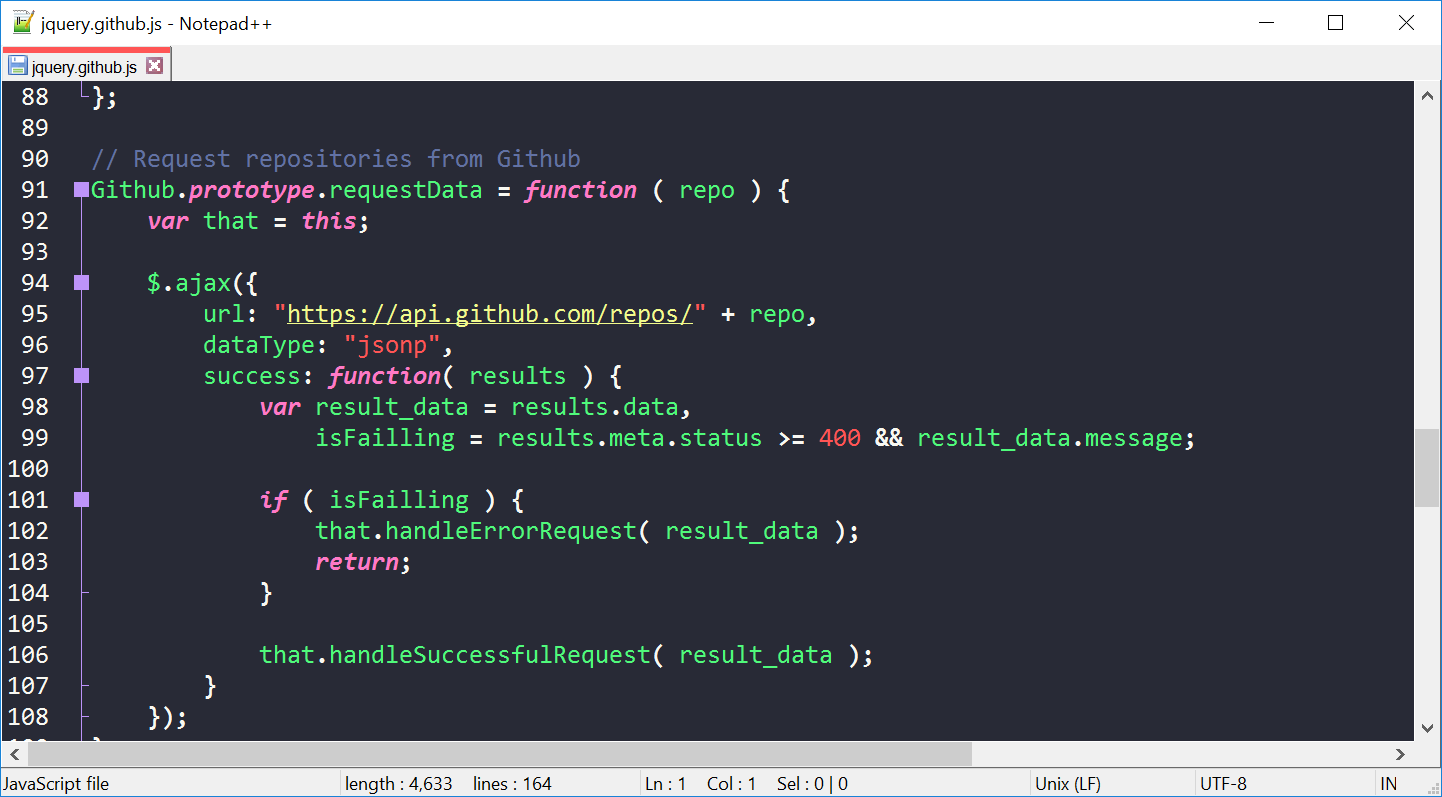 jquery.github.js - Notepad++
jquery.github.js
88 };
89
90 // Request repositories from Github
91 Github.prototype.requestData = function ( repo ) {
92     var that = this;
93
94     $.ajax({
95         url: "https://api.github.com/repos/" + repo,
96         dataType: "jsonp",
97         success: function( results ) {
98             var result_data = results.data,
99                 isFailling = results.meta.status >= 400 && result_data.message;
100
101             if ( isFailling ) {
102                 that.handleErrorRequest( result_data );
103                 return;
104             }
105
106             that.handleSuccessfulRequest( result_data );
107         }
108     });
JavaScript file length : 4,633 lines : 164 Ln : 1 Col : 1 Sel : 0 | 0 Unix (LF) UTF-8 IN